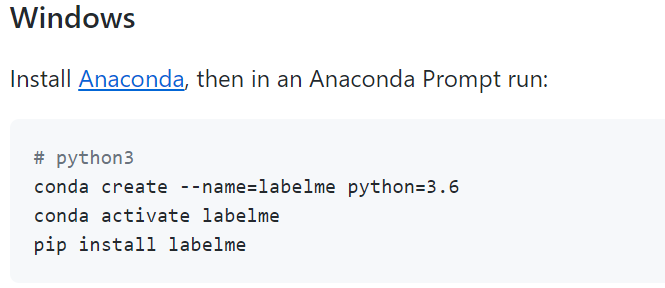 Windows
Install Anaconda, then in an Anaconda Prompt run:
# python3
conda create --name=labelme python=3.6
conda activate labelme
pip install labelme